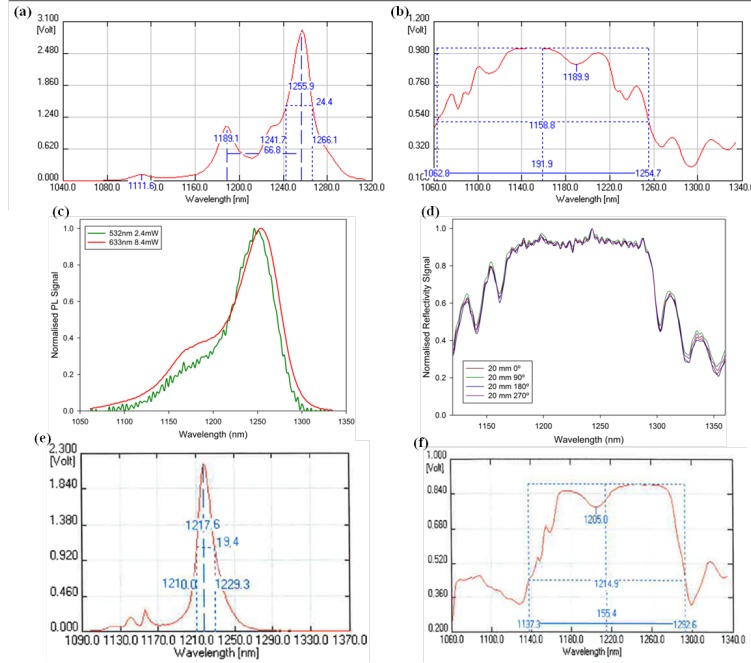 (a)
3.100
[Volt]
2.480
1.860
1.240
0.620
0.000
1255.9
24.4
1189.1
1241.7
1266.1
66.8
1111.6
1040.0 1080.0 1120.0 1160.0 1200.0 1240.0 1280.0 1320.0
Wavelength [nm]
(b)
1.200
[Volt]
0.980
0.760
0.540
0.320
1189.9
1158.8
191.9
1062.8
1254.7
1060.0 1100.0 1140.0 1180.0 1220.0 1260.0 1300.0 1340.0
Wavelength [nm]
(c)
532nm 2.4mW
633nm 8.4mW
Normalised PL Signal
1.0
0.8
0.6
0.4
0.2
0.0
1050 1100 1150 1200 1250 1300 1350
Wavelength (nm)
(d)
Normalised Reflectivity Signal
1.0
0.8
0.6
0.4
0.2
0.0
20 mm 0º
20 mm 90º
20 mm 180º
20 mm 270º
1150 1200 1250 1300 1350
Wavelength (nm)
(e)
2.300
[Volt]
1.840
1.380
0.920
0.460
0.000
1217.6
19.4
1210.0
1229.3
1090.0 1130.0 1170.0 1210.0 1250.0 1290.0 1330.0 1370.0
Wavelength [nm]
(f)
1.000
[Volt]
0.840
0.680
0.520
0.360
0.200
1205.0
1214.9
155.4
1137.3
1292.6
1060.0 1100.0 1140.0 1180.0 1220.0 1260.0 1300.0 1340.0
Wavelength [nm]